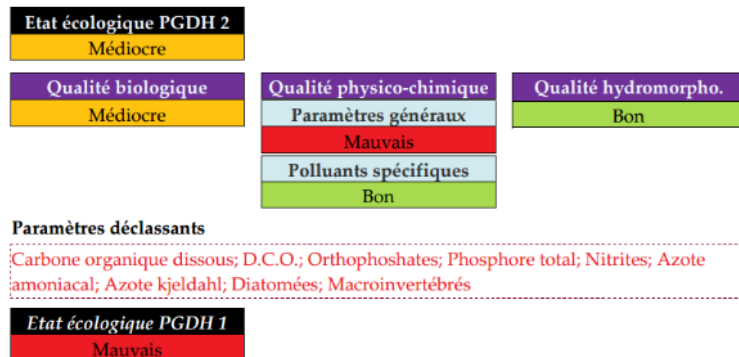 Etat écologique PGDH 2
Médiocre
Qualité biologique
Médiocre
Qualité physico-chimique
Paramètres généraux
Mauvais
Polluants spécifiques
Bon
Qualité hydromorpho.
Bon
Paramètres déclassants
Carbone organique dissous; D.C.O.; Orthophoshates; Phosphore total; Nitrites; Azote
amoniacal; Azote kjeldahl; Diatomées; Macroinvertébrés
Etat écologique PGDH 1
Mauvais